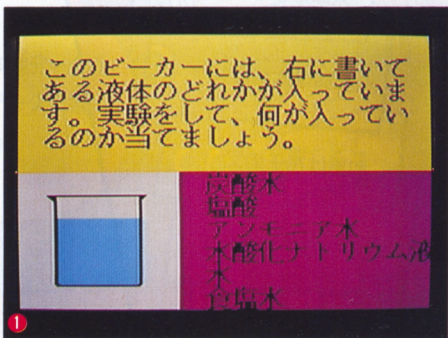 このビーカーには、右に書いて
ある液体のどれかが入っていま
す。実験をして、何が入ってい
るのか当てましょう。
炭酸水
塩酸
アンモニア水
水酸化ナトリウム液
水
食塩水
1